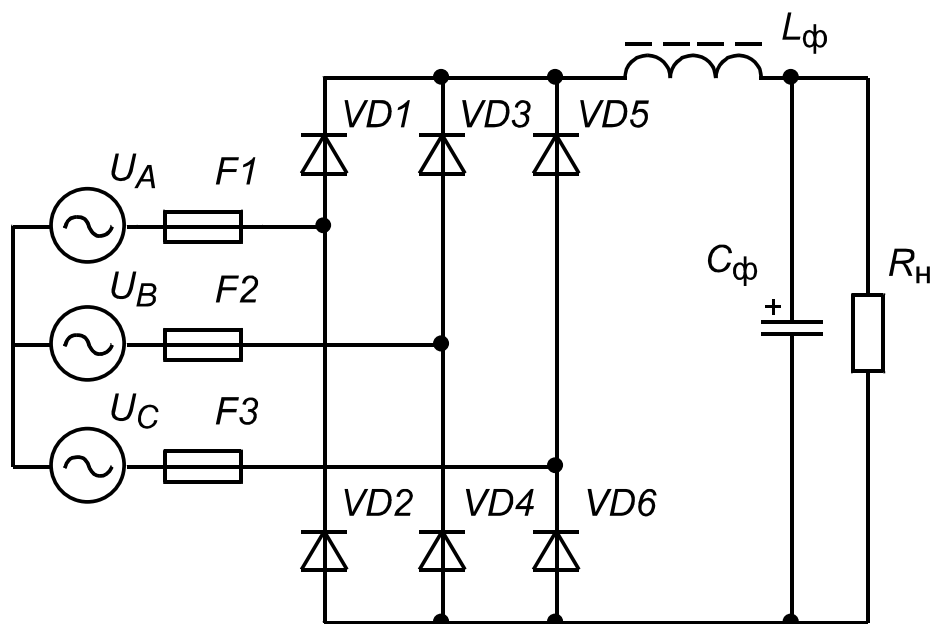 Lф
VD1 VD3 VD5
UA F1
UB F2
Cф Rн
+
UC F3
VD2 VD4 VD6